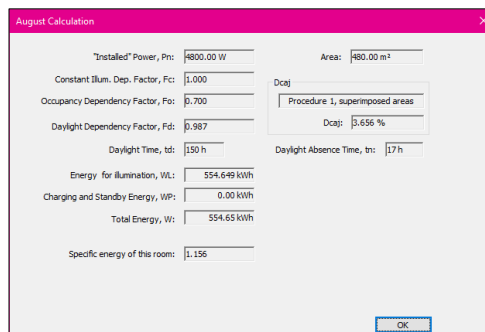 August Calculation
"Installed" Power, Pn: 4800.00 W
Area: 480.00 m²
Constant Illum. Dep. Factor, Fc: 1.000
Dcaj
Occupancy Dependency Factor, Fo: 0.700
Procedure 1, superimposed areas
Daylight Dependency Factor, Fd: 0.987
Dcaj: 3.656 %
Daylight Time, td: 150 h
Daylight Absence Time, tn: 17 h
Energy for illumination, WL: 554.649 kWh
Charging and Standby Energy, WP: 0.00 kWh
Total Energy, W: 554.65 kWh
Specific energy of this room: 1.156
OK